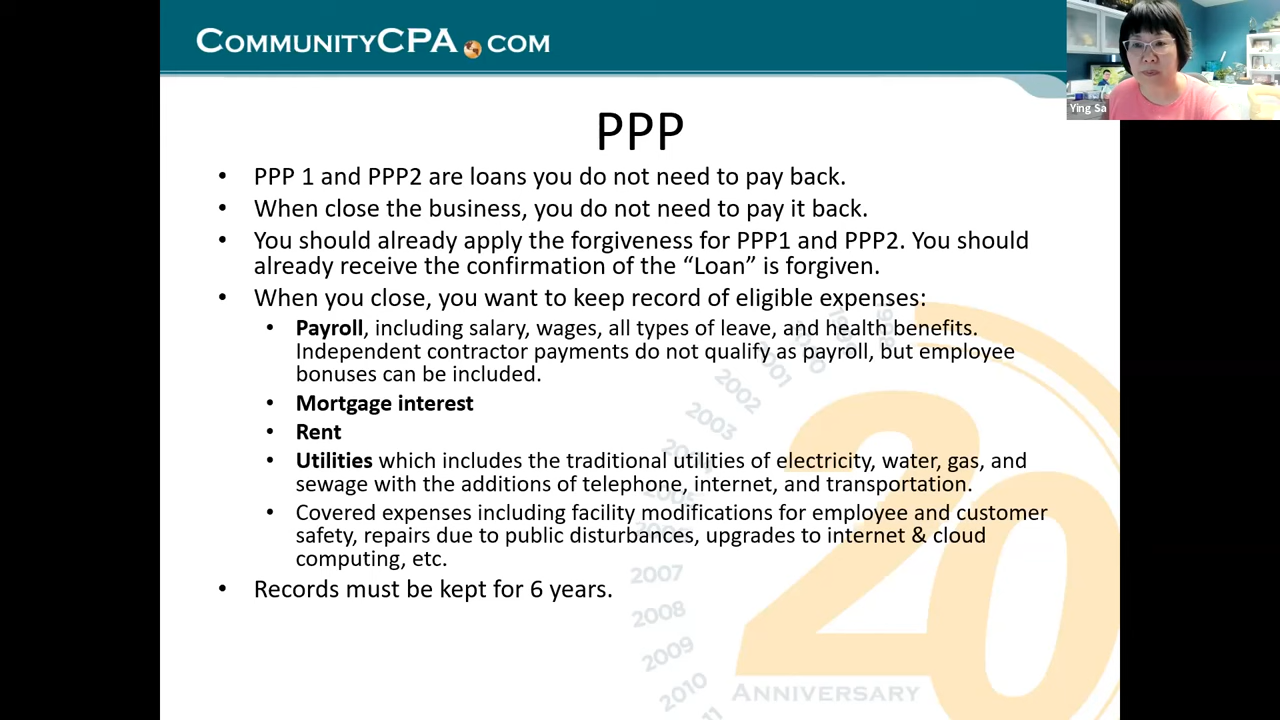 COMMUNITYCPA.COM
Ying Sa
PPP
• PPP 1 and PPP2 are loans you do not need to pay back.
• When close the business, you do not need to pay it back.
• You should already apply the forgiveness for PPP1 and PPP2. You should
already receive the confirmation of the “Loan” is forgiven.
• When you close, you want to keep record of eligible expenses:
• Payroll, including salary, wages, all types of leave, and health benefits.
Independent contractor payments do not qualify as payroll, but employee
bonuses can be included.
• Mortgage interest
• Rent
• Utilities which includes the traditional utilities of electricity, water, gas, and
sewage with the additions of telephone, internet, and transportation.
• Covered expenses including facility modifications for employee and customer
safety, repairs due to public disturbances, upgrades to internet & cloud
computing, etc.
• Records must be kept for 6 years.
2001
2002
2003
2007
2008
2009
2010
20
ANNIVERSARY